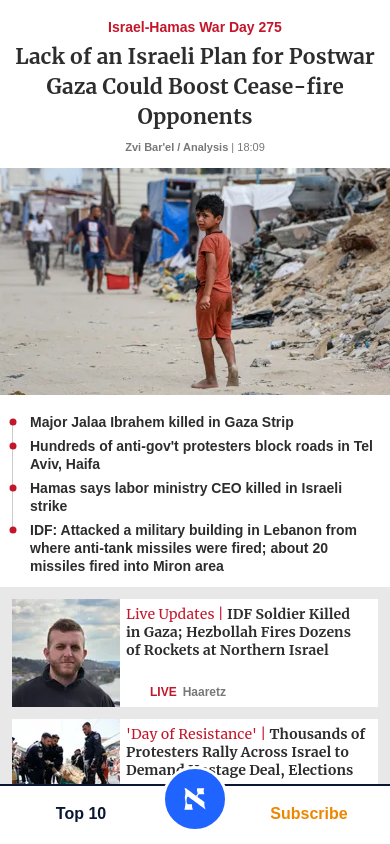 Israel-Hamas War Day 275
Lack of an Israeli Plan for Postwar
Gaza Could Boost Cease-fire
Opponents
Zvi Bar'el / Analysis | 18:09
Major Jalaa Ibrahem killed in Gaza Strip
Hundreds of anti-gov't protesters block roads in Tel
Aviv, Haifa
Hamas says labor ministry CEO killed in Israeli
strike
IDF: Attacked a military building in Lebanon from
where anti-tank missiles were fired; about 20
missiles fired into Miron area
Live Updates | IDF Soldier Killed
in Gaza; Hezbollah Fires Dozens
of Rockets at Northern Israel
LIVE Haaretz
'Day of Resistance' | Thousands of
Protesters Rally Across Israel to
Demand Hostage Deal, Elections
Top 10
Subscribe